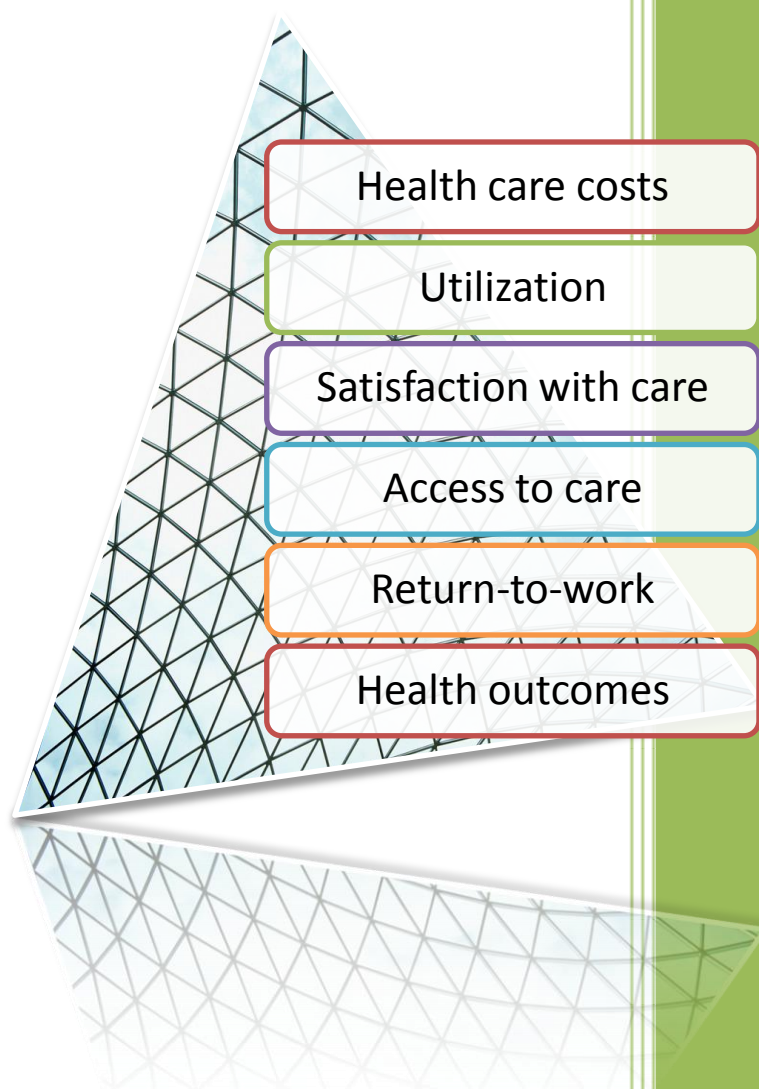 Health care costs
Utilization
Satisfaction with care
Access to care
Return-to-work
Health outcomes